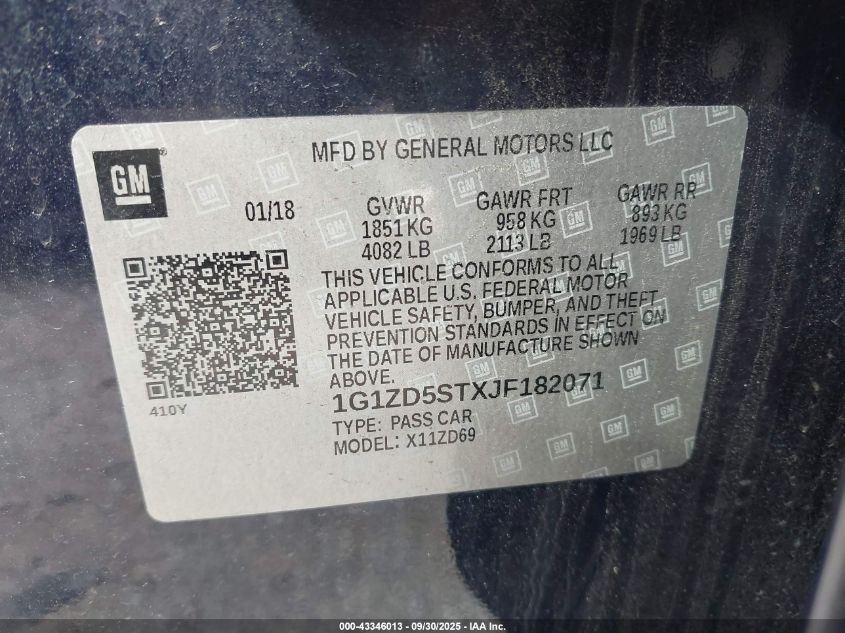 MFD BY GENERAL MOTORS LLC
GM
01/18
GVWR
1851 KG
4082 LB
GAWR FRT
958 KG
2113 LB
GAWR RR
893 KG
1969 LB
THIS VEHICLE CONFORMS TO ALL
APPLICABLE U.S. FEDERAL MOTOR
VEHICLE SAFETY, BUMPER, AND THEFT
PREVENTION STANDARDS IN EFFECT ON
THE DATE OF MANUFACTURE SHOWN
ABOVE.
410Y
1G1ZD5STXJF182071
TYPE: PASS CAR
MODEL: X11ZD69
000-43346013 - 09/30/2025 - IAA Inc.